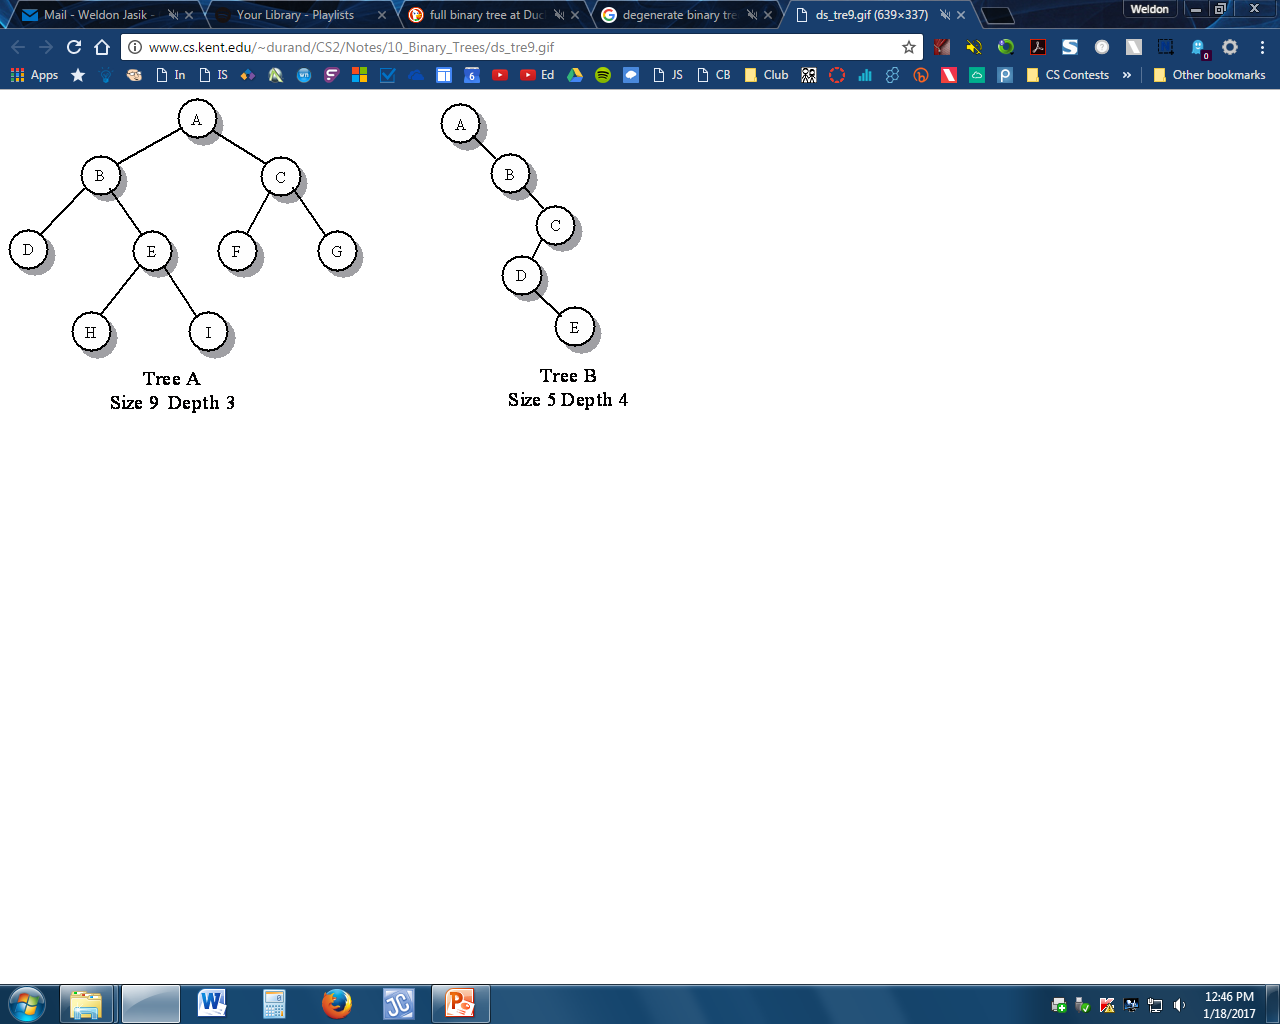 Mail - Weldon Jasik -
Your Library - Playlists
full binary tree at Duc
degenerate binary tre
ds_tre9.gif (639×337)
Weldon
www.cs.kent.edu/~durand/CS2/Notes/10_Binary_Trees/ds_tre9.gif
Apps In IS 6 Ed JS CB Club CS Contests » Other bookmarks
0
A
B C
D E F G
H I
Tree A
Size 9 Depth 3
A
B
C
D
E
Tree B
Size 5 Depth 4
12:46 PM
1/18/2017